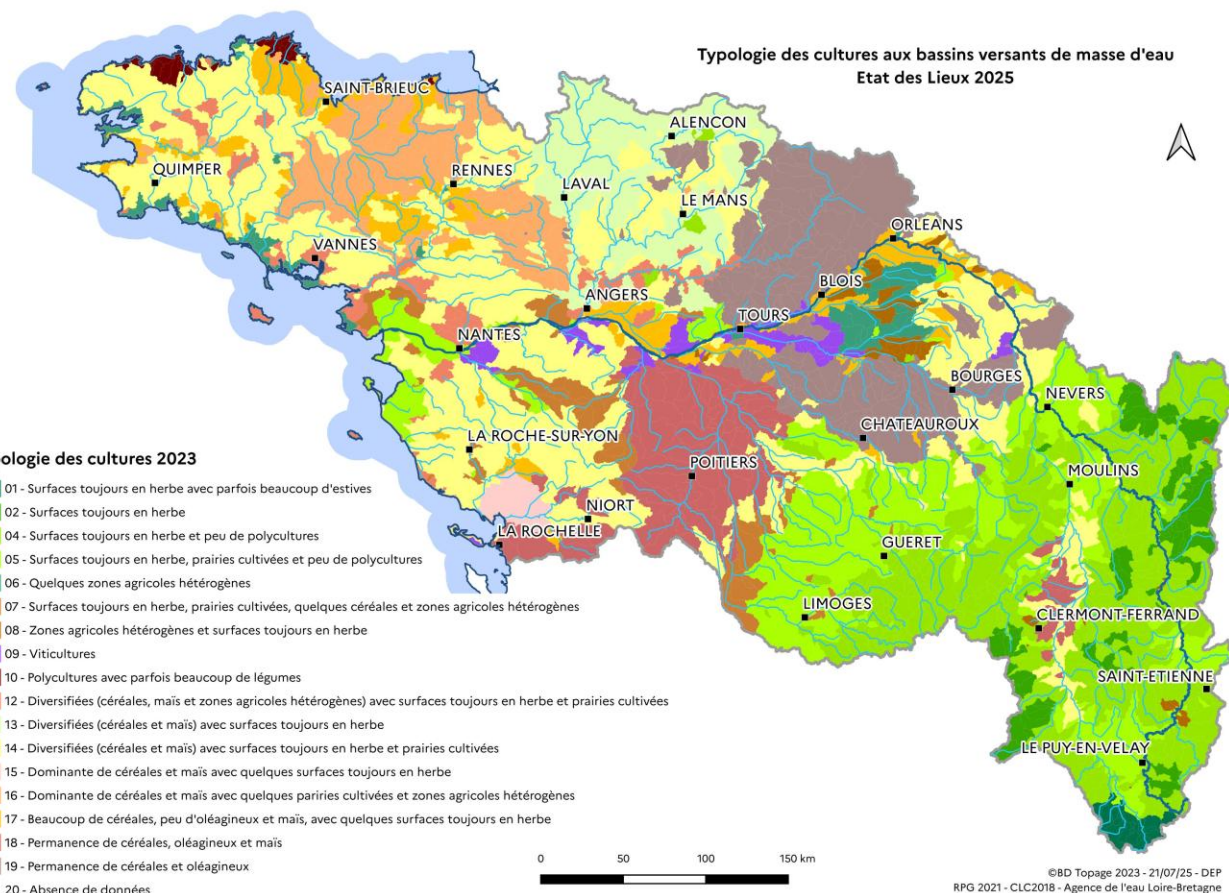 Typologie des cultures aux bassins versants de masse d'eau
Etat des Lieux 2025
SAINT-BRIEUC
ALENCON
QUIMPER
RENNES
LAVAL
LE MANS
ORLEANS
VANNES
BLOIS
ANGERS
TOURS
NANTES
BOURGES
NEVERS
CHATEAUROUX
LA ROCHE-SUR-YON
POITIERS
MOULINS
NIORT
LA ROCHELLE
GUERET
LIMOGES
CLERMONT-FERRAND
SAINT-ETIENNE
LE PUY-EN-VELAY
ologie des cultures 2023
01 - Surfaces toujours en herbe avec parfois beaucoup d'estives
02 - Surfaces toujours en herbe
04 - Surfaces toujours en herbe et peu de polycultures
05 - Surfaces toujours en herbe, prairies cultivées et peu de polycultures
06 - Quelques zones agricoles hétérogènes
07 - Surfaces toujours en herbe, prairies cultivées, quelques céréales et zones agricoles hétérogènes
08 - Zones agricoles hétérogènes et surfaces toujours en herbe
09 - Viticultures
10 - Polycultures avec parfois beaucoup de légumes
12 - Diversifiées (céréales, maïs et zones agricoles hétérogènes) avec surfaces toujours en herbe et prairies cultivées
13 - Diversifiées (céréales et maïs) avec surfaces toujours en herbe
14 - Diversifiées (céréales et maïs) avec surfaces toujours en herbe et prairies cultivées
15 - Dominante de céréales et maïs avec quelques surfaces toujours en herbe
16 - Dominante de céréales et maïs avec quelques pariries cultivées et zones agricoles hétérogènes
17 - Beaucoup de céréales, peu d'oléagineux et maïs, avec quelques surfaces toujours en herbe
18 - Permanence de céréales, oléagineux et maïs
19 - Permanence de céréales et oléagineux
20 - Absence de données
0 50 100 150 km
©BD Topage 2023 - 21/07/25 - DEP
RPG 2021 - CLC2018 - Agence de l'eau Loire-Bretagne